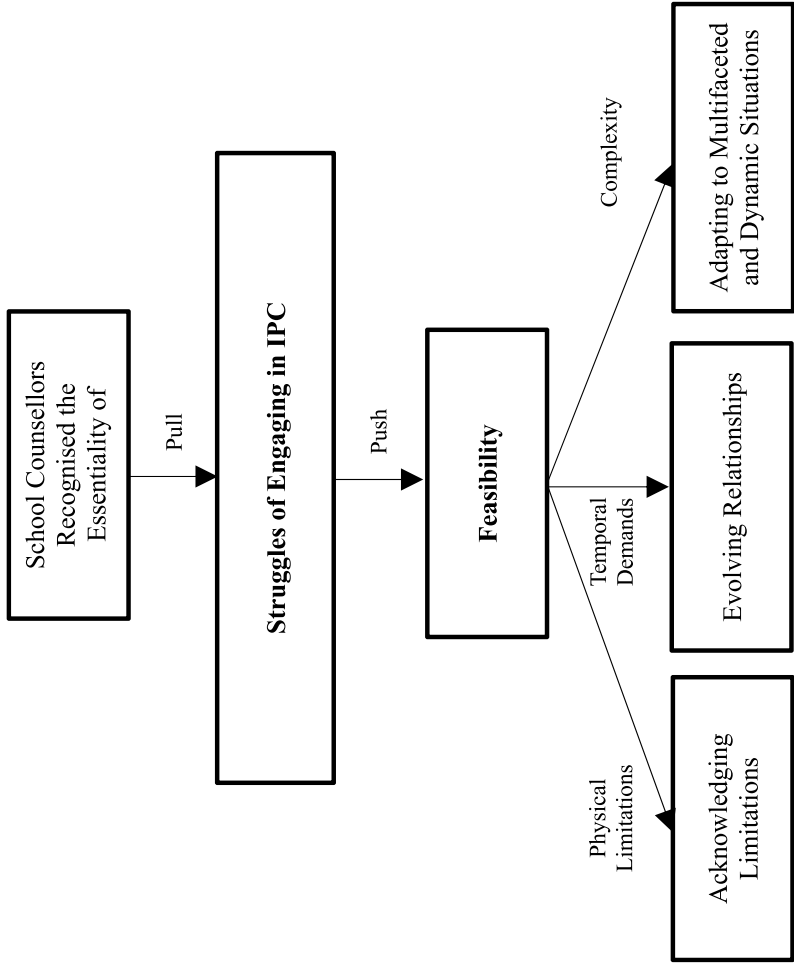 School Counsellors
Recognised the
Essentiality of
Pull
Struggles of Engaging in IPC
Push
Feasibility
Physical
Limitations
Temporal
Demands
Complexity
Acknowledging
Limitations
Evolving Relationships
Adapting to Multifaceted
and Dynamic Situations